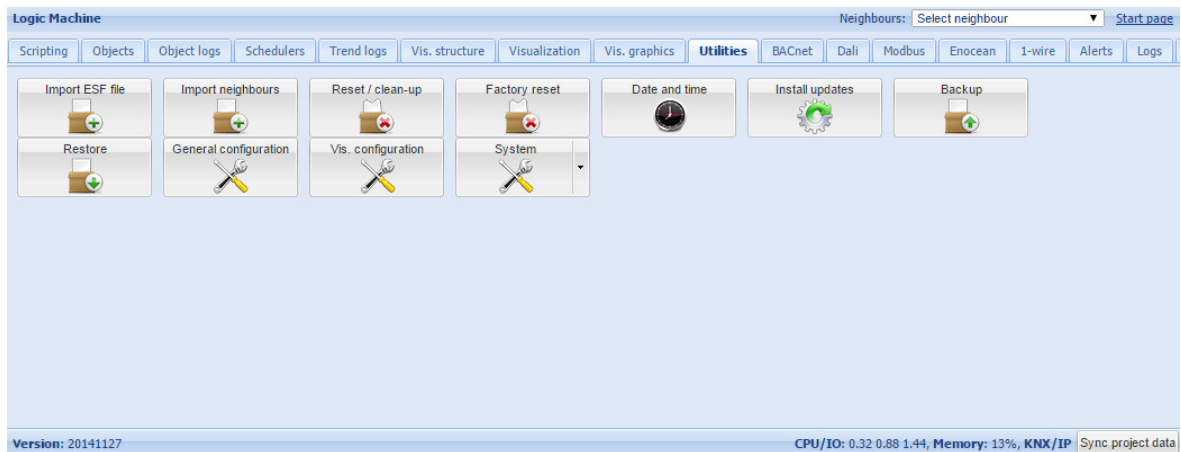 Logic Machine Neighbours: Select neighbour Start page
Scripting Objects Object logs Schedulers Trend logs Vis. structure Visualization Vis. graphics Utilities BACnet Dali Modbus Enocean 1-wire Alerts Logs
Import ESF file Import neighbours Reset / clean-up Factory reset Date and time Install updates Backup
Restore General configuration Vis. configuration System
Version: 20141127 CPU/IO: 0.32 0.88 1.44, Memory: 13%, KNX/IP Sync project data